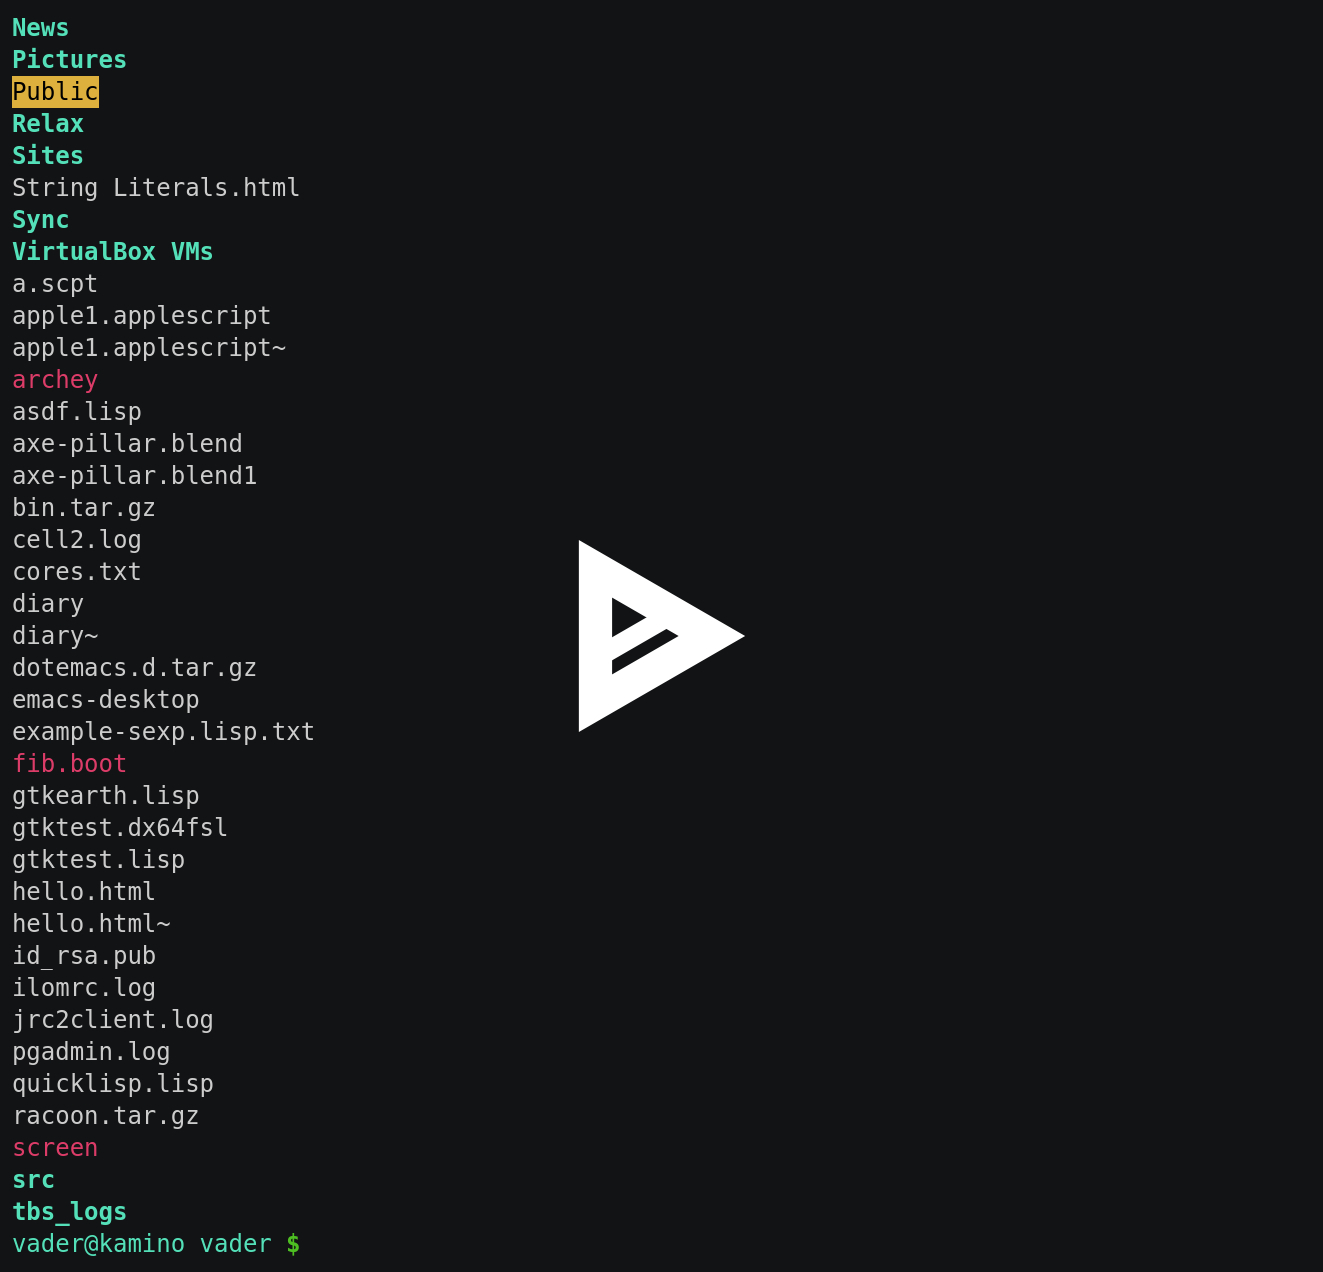 News
Pictures
Public
Relax
Sites
String Literals.html
Sync
VirtualBox VMs
a.scpt
apple1.applescript
apple1.applescript~
archey
asdf.lisp
axe-pillar.blend
axe-pillar.blend1
bin.tar.gz
cell2.log
cores.txt
diary
diary~
dotemacs.d.tar.gz
emacs-desktop
example-sexp.lisp.txt
fib.boot
gtkearth.lisp
gtktest.dx64fsl
gtktest.lisp
hello.html
hello.html~
id_rsa.pub
ilomrc.log
jrc2client.log
pgadmin.log
quicklisp.lisp
racoon.tar.gz
screen
src
tbs_logs
vader@kamino vader $